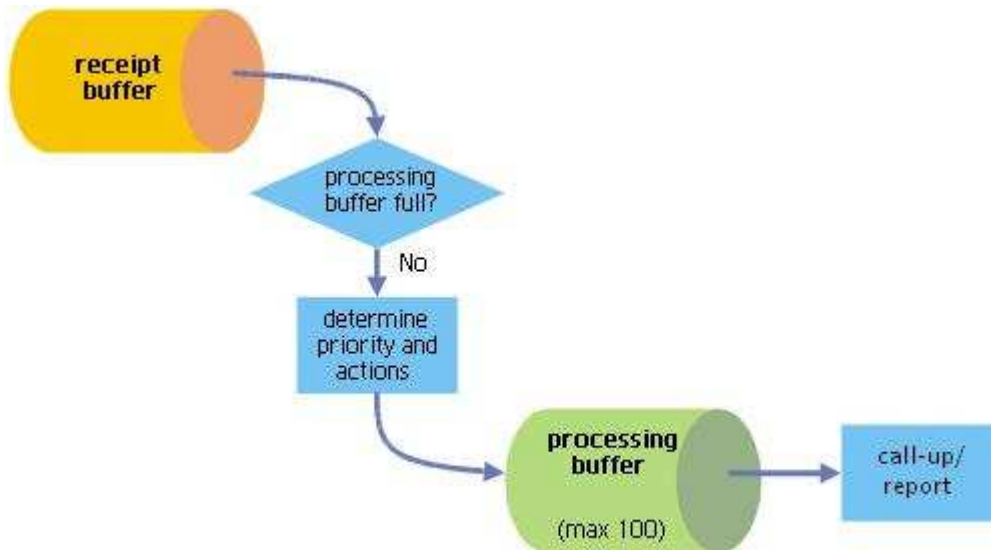 receipt
buffer
processing
buffer full?
No
determine
priority and
actions
processing
buffer
(max 100)
call-up/
report